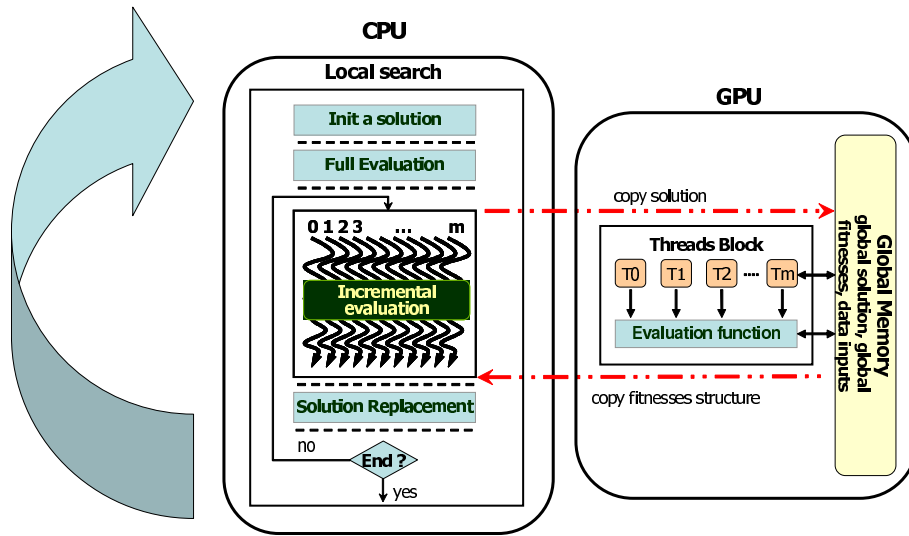 CPU
Local search
Init a solution
Full Evaluation
0 1 2 3 ... m
Incremental
evaluation
Solution Replacement
no
End ?
yes
GPU
copy solution
Threads Block
T0 T1 T2 .... Tm
Evaluation function
copy fitnesses structure
Global Memory
global solution, global
fitnesses, data inputs